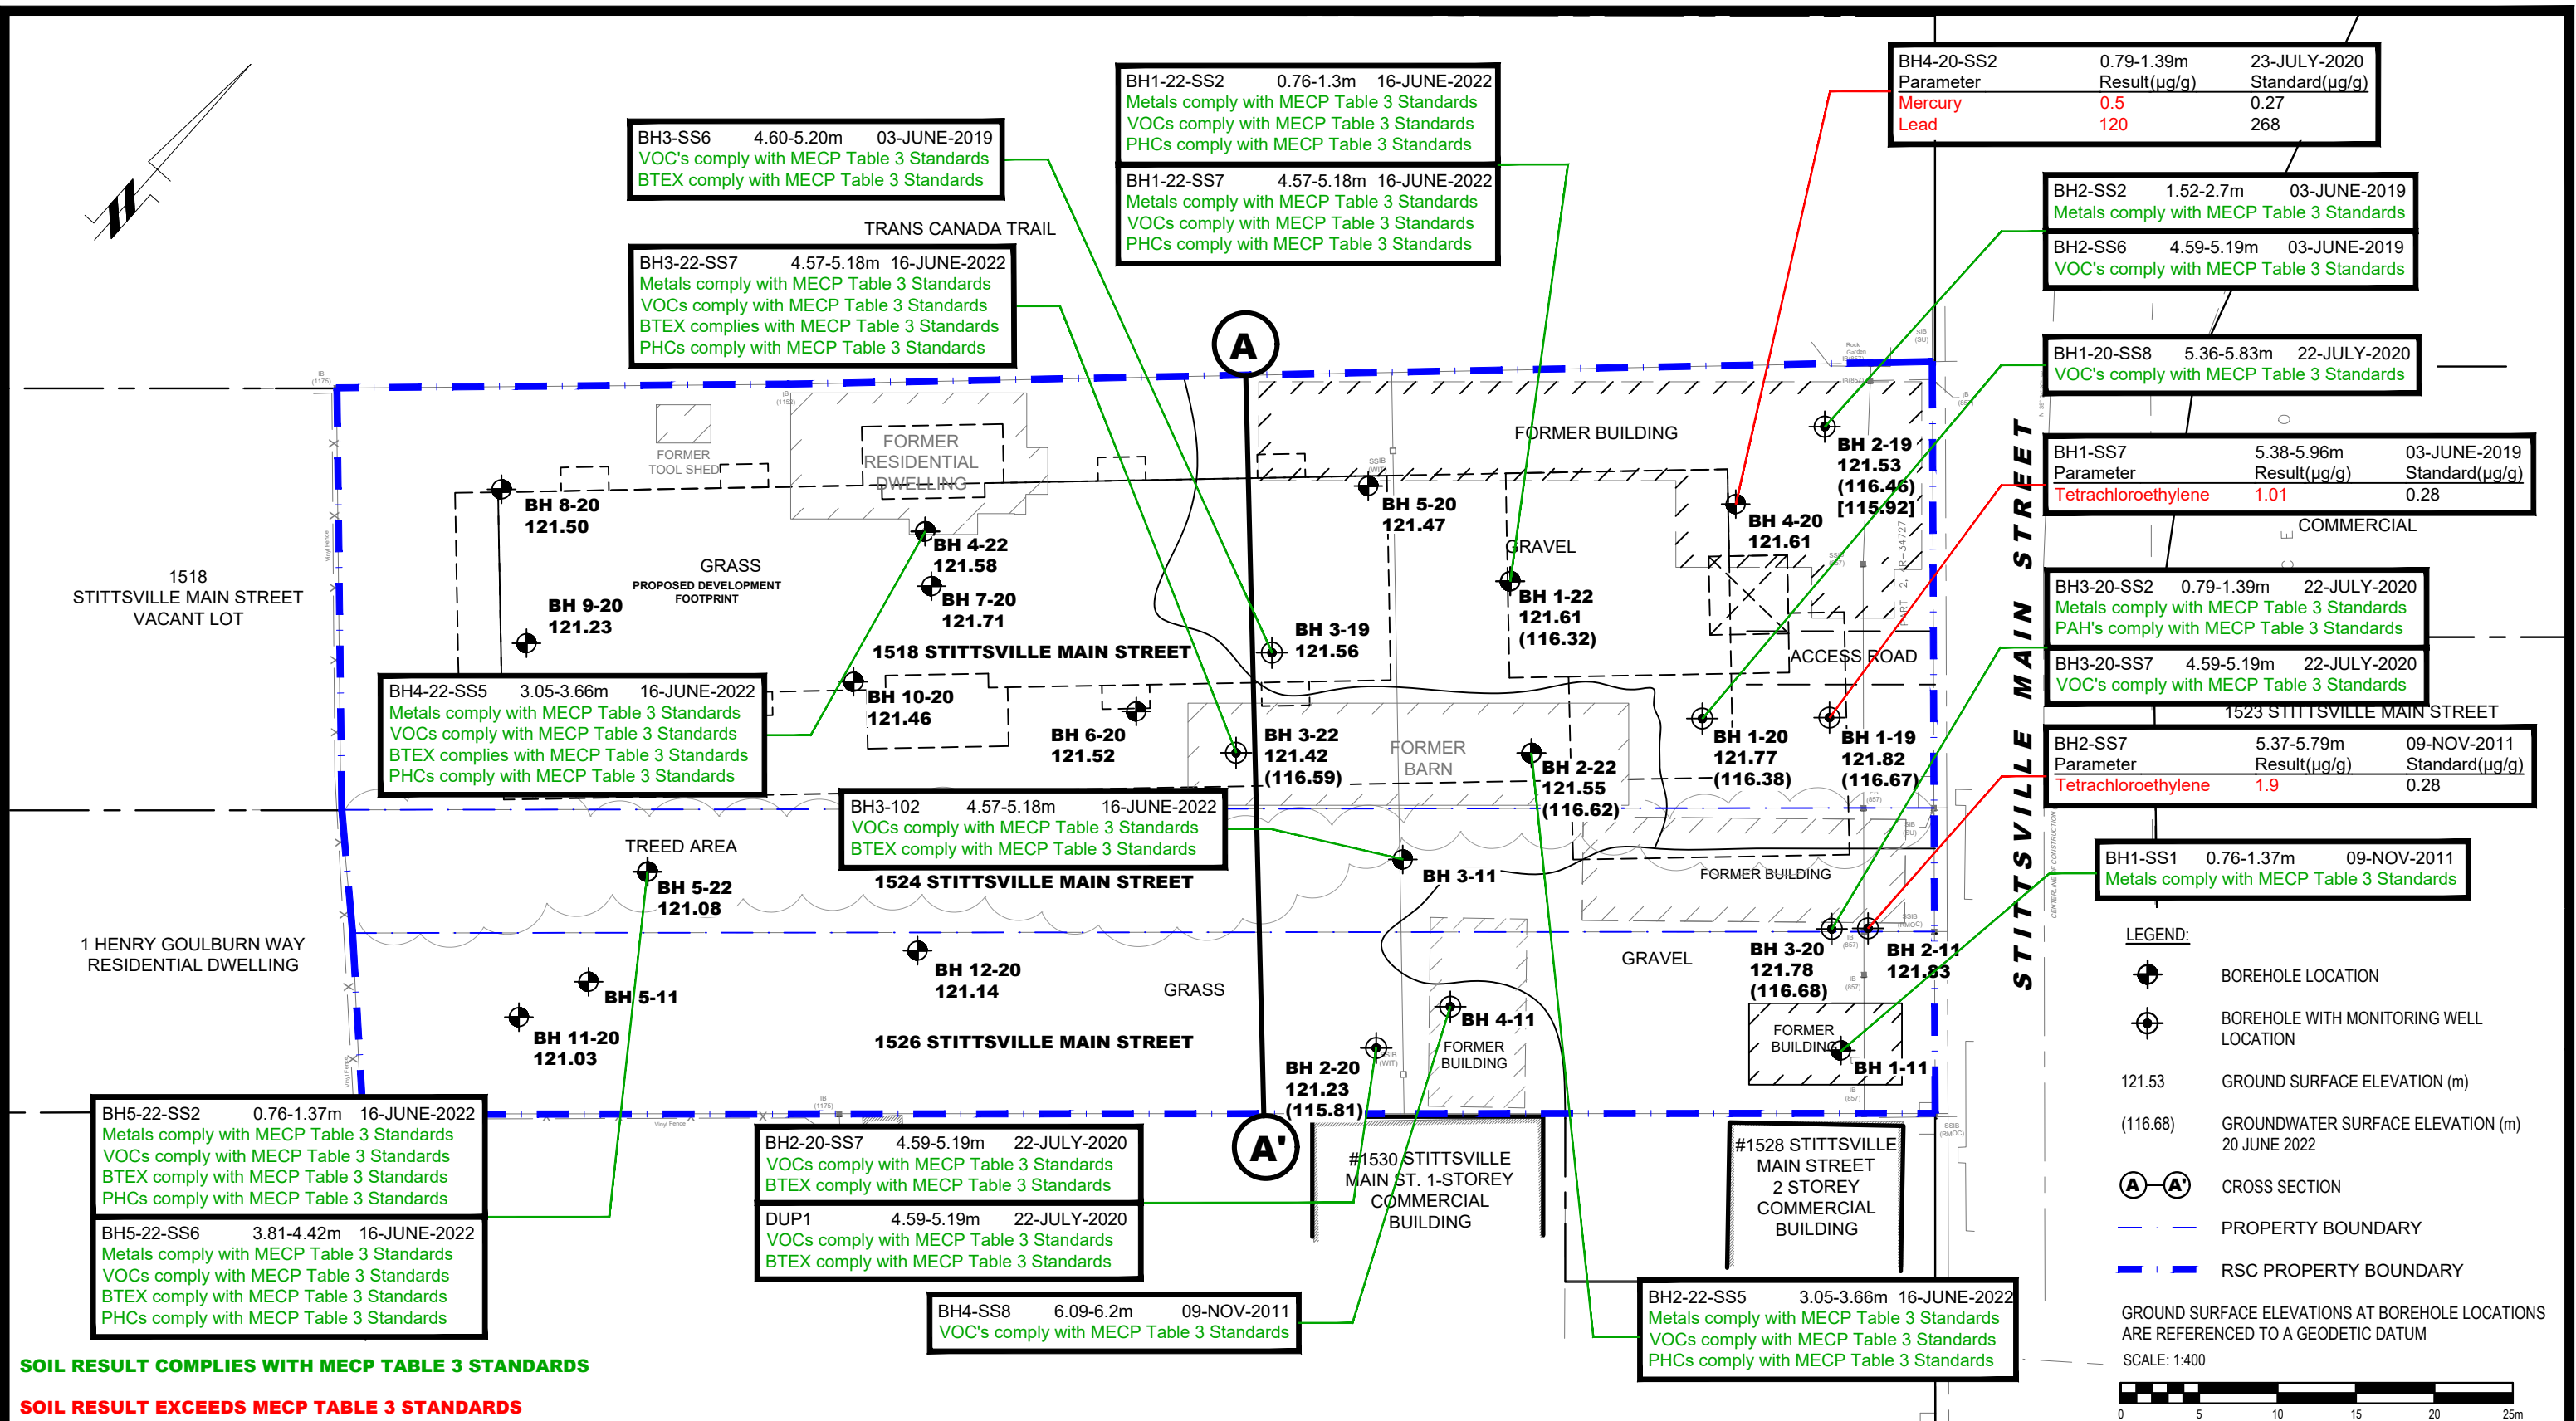 BH4-20-SS2 0.79-1.39m 23-JULY-2020
Parameter Result(µg/g) Standard(µg/g)
Mercury 0.5 0.27
Lead 120 268
BH1-22-SS2 0.76-1.3m 16-JUNE-2022
Metals comply with MECP Table 3 Standards
VOCs comply with MECP Table 3 Standards
PHCs comply with MECP Table 3 Standards
BH1-22-SS7 4.57-5.18m 16-JUNE-2022
Metals comply with MECP Table 3 Standards
VOCs comply with MECP Table 3 Standards
PHCs comply with MECP Table 3 Standards
BH3-SS6 4.60-5.20m 03-JUNE-2019
VOC's comply with MECP Table 3 Standards
BTEX comply with MECP Table 3 Standards
TRANS CANADA TRAIL
BH3-22-SS7 4.57-5.18m 16-JUNE-2022
Metals comply with MECP Table 3 Standards
VOCs comply with MECP Table 3 Standards
BTEX complies with MECP Table 3 Standards
PHCs comply with MECP Table 3 Standards
BH2-SS2 1.52-2.7m 03-JUNE-2019
Metals comply with MECP Table 3 Standards
BH2-SS6 4.59-5.19m 03-JUNE-2019
VOC's comply with MECP Table 3 Standards
BH1-20-SS8 5.36-5.83m 22-JULY-2020
VOC's comply with MECP Table 3 Standards
BH1-SS7 5.38-5.96m 03-JUNE-2019
Parameter Result(µg/g) Standard(µg/g)
Tetrachloroethylene 1.01 0.28
COMMERCIAL
BH3-20-SS2 0.79-1.39m 22-JULY-2020
Metals comply with MECP Table 3 Standards
PAH's comply with MECP Table 3 Standards
BH3-20-SS7 4.59-5.19m 22-JULY-2020
VOC's comply with MECP Table 3 Standards
1523 STITTSVILLE MAIN STREET
BH2-SS7 5.37-5.79m 09-NOV-2011
Parameter Result(µg/g) Standard(µg/g)
Tetrachloroethylene 1.9 0.28
BH1-SS1 0.76-1.37m 09-NOV-2011
Metals comply with MECP Table 3 Standards
STITTSVILLE MAIN STREET
A
IB
(1175)
IB
(1152)
Rock
Garden
SIB
(SU)
FORMER
TOOL SHED
FORMER
RESIDENTIAL
DWELLING
FORMER BUILDING
SSIB
(WIT)
BH 2-19
121.53
(116.46)
[115.92]
PART 2, 4R-34727
BH 8-20
121.50
BH 5-20
121.47
BH 4-20
121.61
BH 4-22
121.58
GRAVEL
GRASS
PROPOSED DEVELOPMENT
FOOTPRINT
BH 7-20
121.71
BH 1-22
121.61
(116.32)
1518
STITTSVILLE MAIN STREET
VACANT LOT
Vinyl Fence
BH 9-20
121.23
BH 3-19
121.56
1518 STITTSVILLE MAIN STREET
ACCESS ROAD
BH4-22-SS5 3.05-3.66m 16-JUNE-2022
Metals comply with MECP Table 3 Standards
VOCs comply with MECP Table 3 Standards
BTEX complies with MECP Table 3 Standards
PHCs comply with MECP Table 3 Standards
BH 10-20
121.46
BH 6-20
121.52
BH 3-22
121.42
(116.59)
FORMER
BARN
BH 2-22
121.55
(116.62)
BH 1-20
121.77
(116.38)
BH 1-19
121.82
(116.67)
BH3-102 4.57-5.18m 16-JUNE-2022
VOCs comply with MECP Table 3 Standards
BTEX comply with MECP Table 3 Standards
TREED AREA
BH 5-22
121.08
1524 STITTSVILLE MAIN STREET
BH 3-11
FORMER BUILDING
SSIB
(RMOC)
CENTERLINE OF CONSTRUCTION
1 HENRY GOULBURN WAY
RESIDENTIAL DWELLING
BH 5-11
BH 11-20
121.03
BH 12-20
121.14
GRASS
GRAVEL
BH 3-20
121.78
(116.68)
BH 2-11
121.83
1526 STITTSVILLE MAIN STREET
BH 4-11
FORMER
BUILDING
BH 2-20
121.23
(115.81)
SSIB
(WIT)
FORMER
BUILDING
BH 1-11
IB
(857)
Vinyl Fence
IB
(1175)
Vinyl Fence
SSIB
(RMOC)
A'
BH5-22-SS2 0.76-1.37m 16-JUNE-2022
Metals comply with MECP Table 3 Standards
VOCs comply with MECP Table 3 Standards
BTEX comply with MECP Table 3 Standards
PHCs comply with MECP Table 3 Standards
BH5-22-SS6 3.81-4.42m 16-JUNE-2022
Metals comply with MECP Table 3 Standards
VOCs comply with MECP Table 3 Standards
BTEX comply with MECP Table 3 Standards
PHCs comply with MECP Table 3 Standards
BH2-20-SS7 4.59-5.19m 22-JULY-2020
VOCs comply with MECP Table 3 Standards
BTEX comply with MECP Table 3 Standards
DUP1 4.59-5.19m 22-JULY-2020
VOCs comply with MECP Table 3 Standards
BTEX comply with MECP Table 3 Standards
BH4-SS8 6.09-6.2m 09-NOV-2011
VOC's comply with MECP Table 3 Standards
#1530 STITTSVILLE
MAIN ST. 1-STOREY
COMMERCIAL
BUILDING
#1528 STITTSVILLE
MAIN STREET
2 STOREY
COMMERCIAL
BUILDING
BH2-22-SS5 3.05-3.66m 16-JUNE-2022
Metals comply with MECP Table 3 Standards
VOCs comply with MECP Table 3 Standards
PHCs comply with MECP Table 3 Standards
LEGEND:
BOREHOLE LOCATION
BOREHOLE WITH MONITORING WELL
LOCATION
121.53 GROUND SURFACE ELEVATION (m)
(116.68) GROUNDWATER SURFACE ELEVATION (m)
20 JUNE 2022
A A' CROSS SECTION
PROPERTY BOUNDARY
RSC PROPERTY BOUNDARY
GROUND SURFACE ELEVATIONS AT BOREHOLE LOCATIONS
ARE REFERENCED TO A GEODETIC DATUM
SCALE: 1:400
0 5 10 15 20 25m
SOIL RESULT COMPLIES WITH MECP TABLE 3 STANDARDS
SOIL RESULT EXCEEDS MECP TABLE 3 STANDARDS